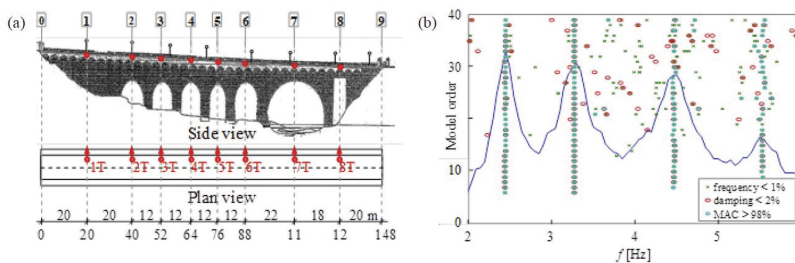 (a)
0 1 2 3 4 5 6 7 8 9
Side view
1T 2T 3T 4T 5T 6T 7T 8T
Plan view
20 20 12 12 12 12 22 18 20 m
0 20 40 52 64 76 88 11 12 148
(b)
40
30
20
10
0
Model order
frequency < 1%
damping < 2%
MAC > 98%
2 3 4 5
f [Hz]